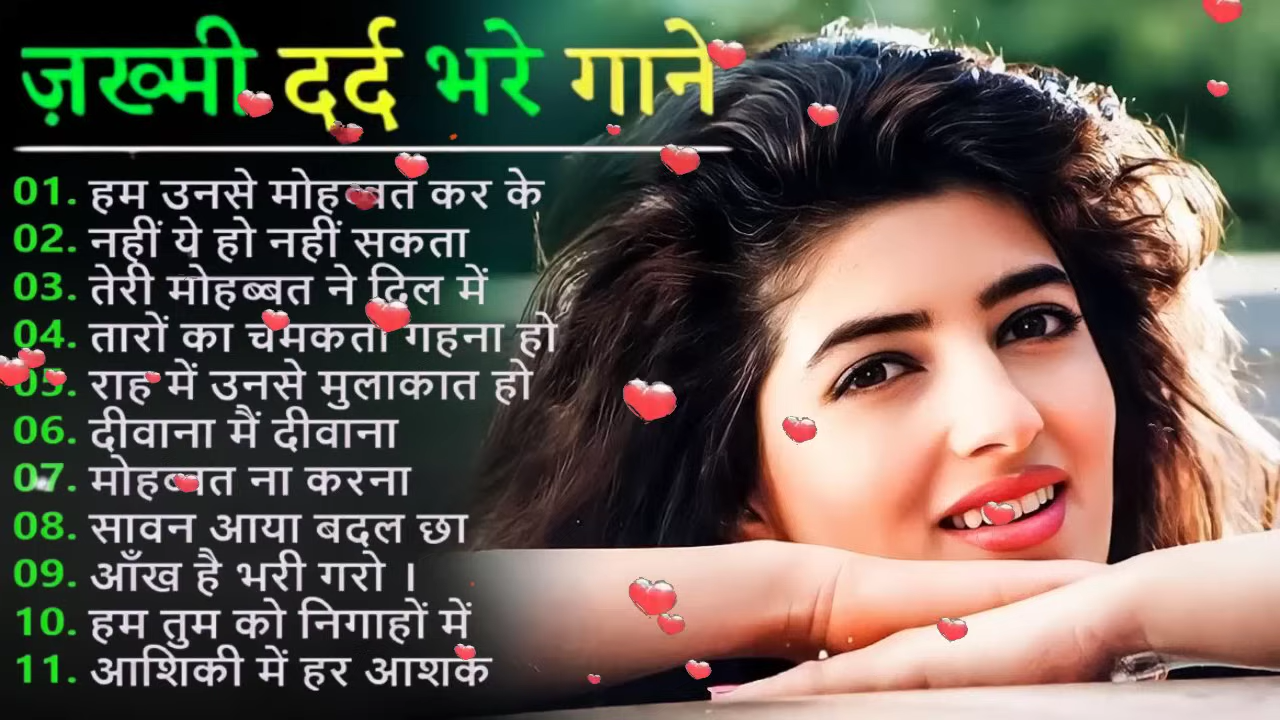 ज़ख्मी दर्द भरे गाने
01. हम उनसे मोहब्बत कर के
02. नहीं ये हो नहीं सकता
03. तेरी मोहब्बत ने दिल में
04. तारों का चमकता गहना हो
05. राह में उनसे मुलाकात हो
06. दीवाना मैं दीवाना
07. मोहब्बत ना करना
08. सावन आया बदल छा
09. आँख है भरी गरो ।
10. हम तुम को निगाहों में
11. आशिकी में हर आशक